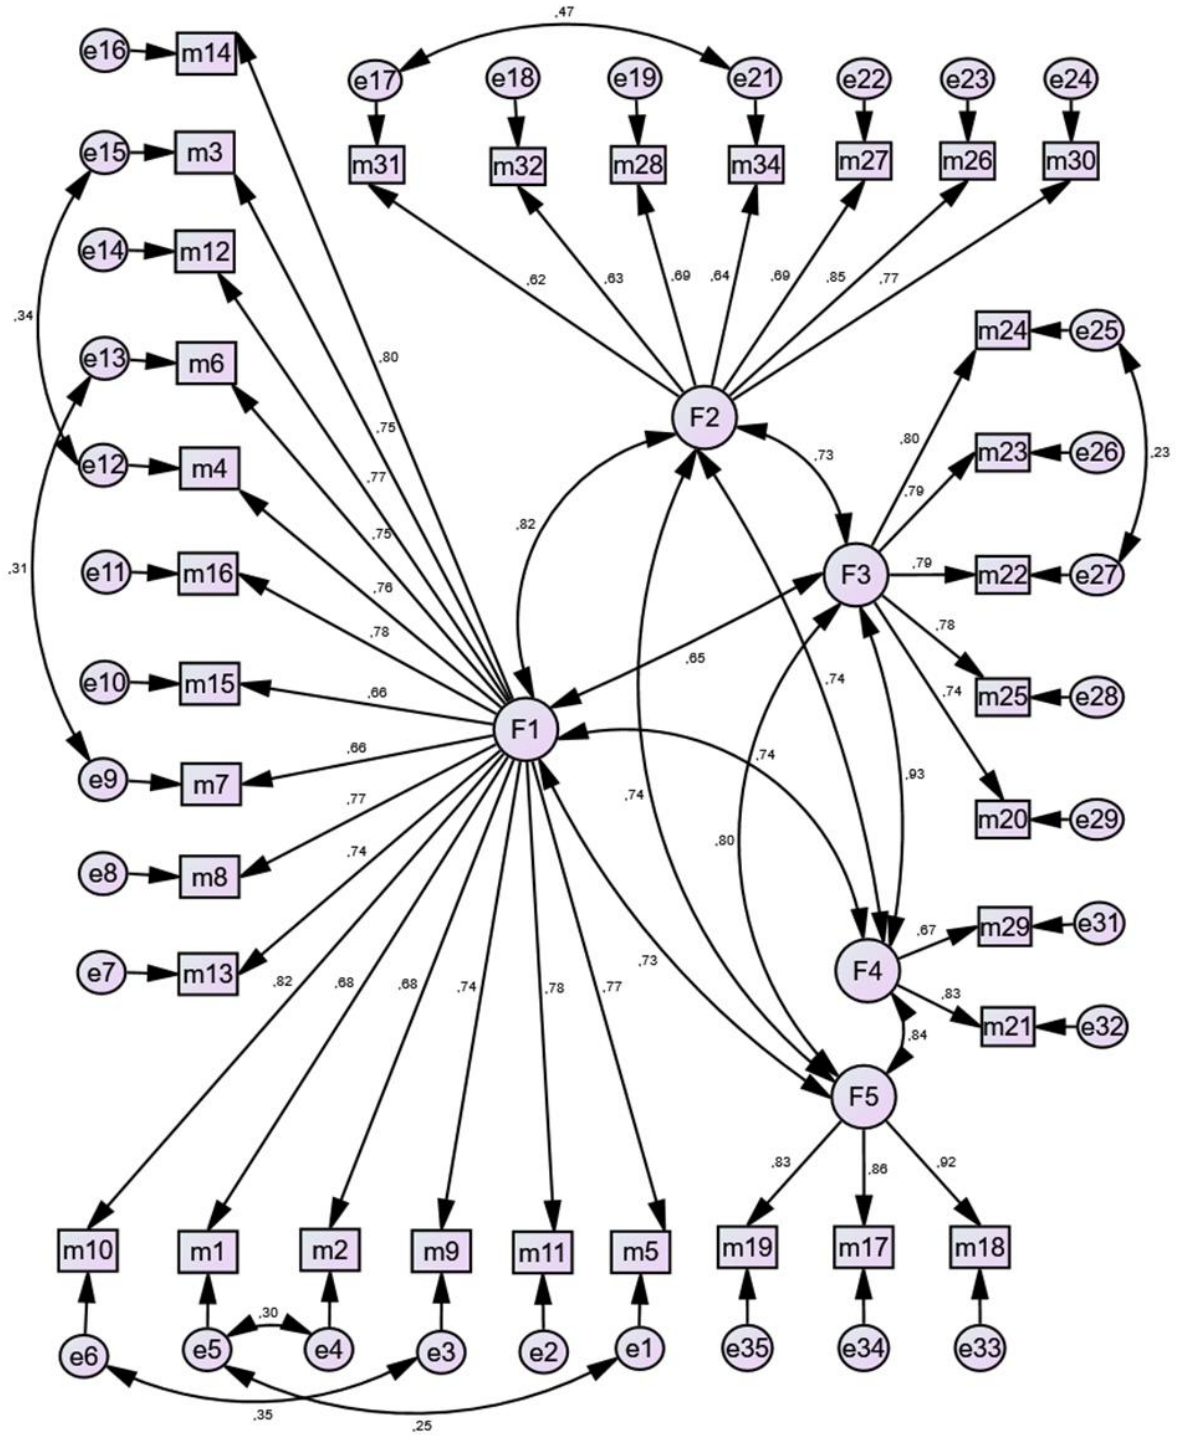 ,47
e16 m14
e17 e18 e19 e21 e22 e23 e24
e15 m3
m31 m32 m28 m34 m27 m26 m30
e14 m12
,62 ,63 ,69 ,64 ,69 ,85 ,77
,34
m24 e25
e13 m6
,80
F2
,75
,80
,73
m23 e26
,23
e12 m4
,77
,79
,82
,75
,31
e11 m16
,76
F3 ,79 m22 e27
,78
,78
,65
e10 m15
,66
,74
,74
m25 e28
F1
,66
,74
e9 m7
,93
,77
,74
m20 e29
,74
,80
e8 m8
m29 e31
,67
,73
e7 m13
F4
,82 ,68 ,68 ,74 ,78 ,77
,83
m21 e32
,84
F5
,83 ,86 ,92
m10 m1 m2 m9 m11 m5 m19 m17 m18
,30
e6 e5 e4 e3 e2 e1 e35 e34 e33
,35
,25